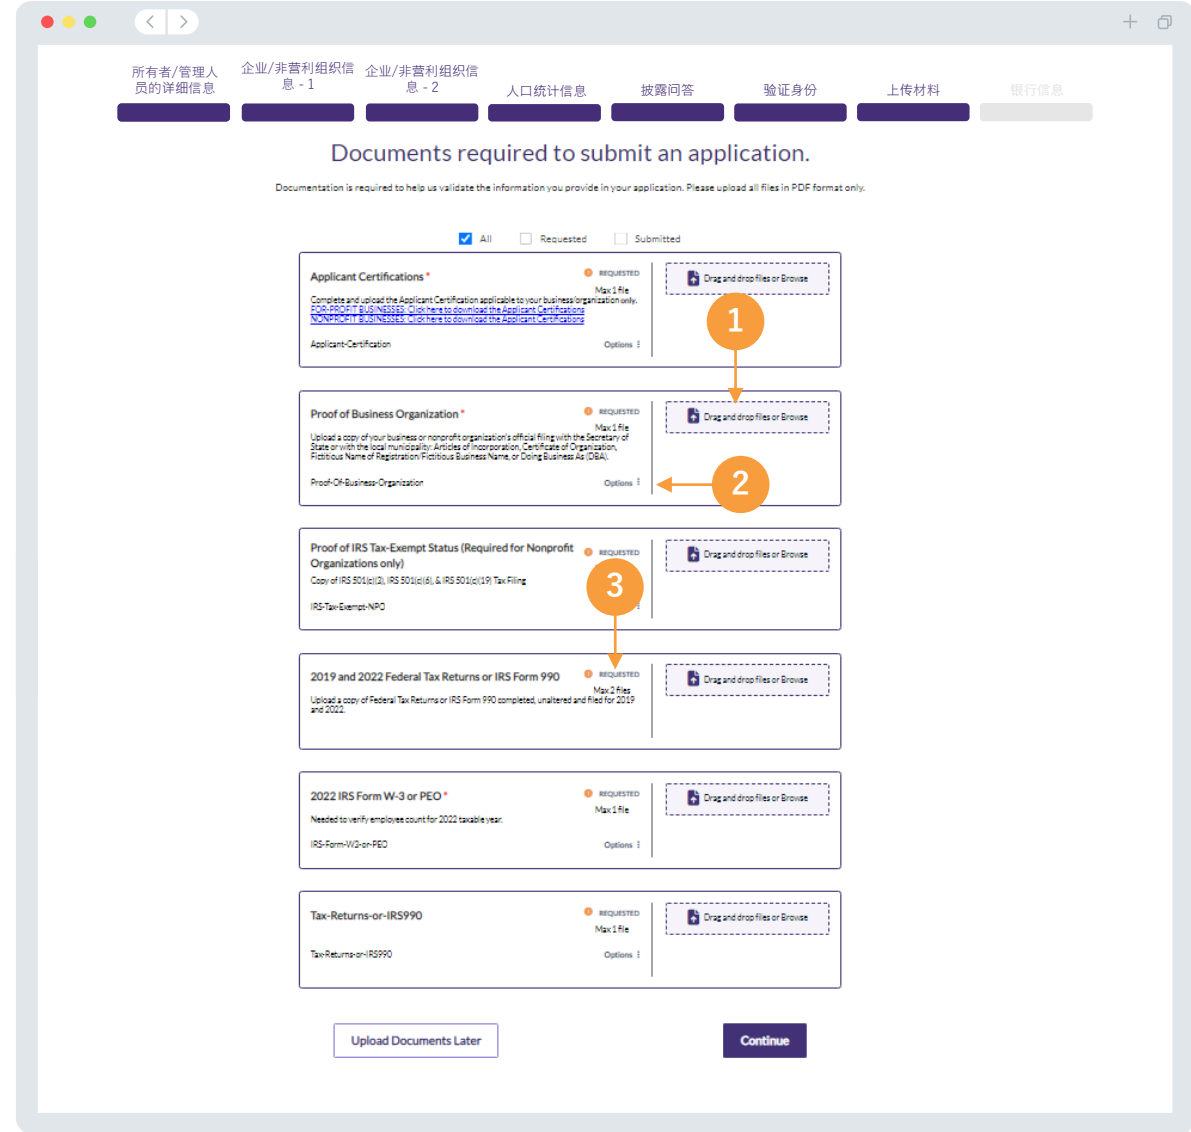 所有者/管理人
员的详细信息
企业/非营利组织信
息 - 1
企业/非营利组织信
息 - 2
人口统计信息
披露问答
验证身份
上传材料
银行信息
Documents required to submit an application.
Documentation is required to help us validate the information you provide in your application. Please upload all files in PDF format only.
All
Requested
Submitted
Applicant Certifications *
REQUESTED
Max 1 file
Complete and upload the Applicant Certification applicable to your business/organization only.
FOR-PROFIT BUSINESSES: Click here to download the Applicant Certifications
NONPROFIT BUSINESSES: Click here to download the Applicant Certifications
Applicant-Certification
Options
Drag and drop files or Browse
1
Proof of Business Organization *
REQUESTED
Max 1 file
Upload a copy of your business or nonprofit organization's official filing with the Secretary of
State or with the local municipality: Articles of Incorporation, Certificate of Organization,
Fictitious Name of Registration/Fictitious Business Name, or Doing Business As (DBA).
Proof-Of-Business-Organization
Options
Drag and drop files or Browse
2
Proof of IRS Tax-Exempt Status (Required for Nonprofit
Organizations only)
REQUESTED
Copy of IRS 501(c)(3), IRS 501(c)(6), & IRS 501(c)(19) Tax Filing
IRS-Tax-Exempt-NPO
Drag and drop files or Browse
3
2019 and 2022 Federal Tax Returns or IRS Form 990
REQUESTED
Max 2 files
Upload a copy of Federal Tax Returns or IRS Form 990 completed, unaltered and filed for 2019
and 2022.
Drag and drop files or Browse
2022 IRS Form W-3 or PEO *
REQUESTED
Max 1 file
Needed to verify employee count for 2022 taxable year.
IRS-Form-W3-or-PEO
Options
Drag and drop files or Browse
Tax-Returns-or-IRS990
REQUESTED
Max 1 file
Tax-Returns-or-IRS990
Options
Drag and drop files or Browse
Upload Documents Later
Continue